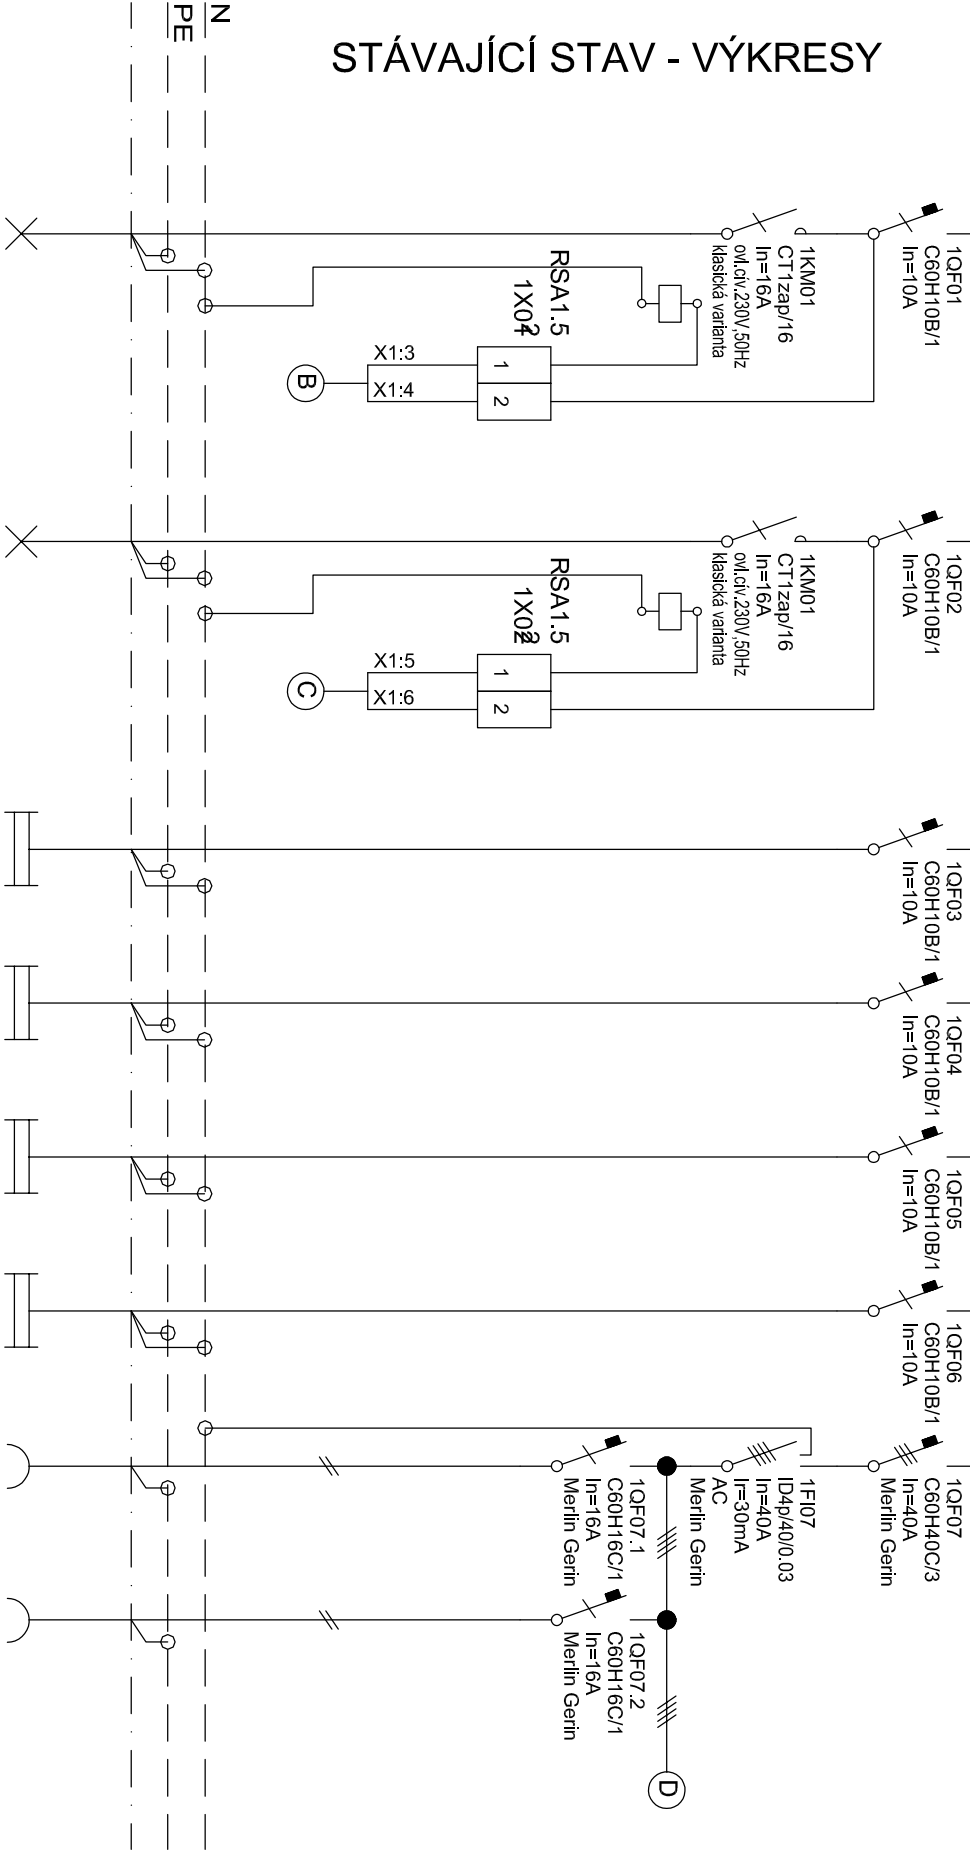 STÁVAJÍCÍ STAV - VÝKRESY
N
PE
1QF01
C60H10B/1
In=10A
1KM01
CT1zap/16
In=16A
ovl.cív.230V,50Hz
klasická varianta
RSA1.5
1X01
1
2
X1:3
X1:4
B
1QF02
C60H10B/1
In=10A
1KM01
CT1zap/16
In=16A
ovl.cív.230V,50Hz
klasická varianta
RSA1.5
1X02
1
2
X1:5
X1:6
C
1QF03
C60H10B/1
In=10A
1QF04
C60H10B/1
In=10A
1QF05
C60H10B/1
In=10A
1QF06
C60H10B/1
In=10A
1QF07
C60H40C/3
In=40A
Merlin Gerin
1FI07
ID4p/40/0.03
In=40A
Ir=30mA
AC
Merlin Gerin
1QF07.1
C60H16C/1
In=16A
Merlin Gerin
1QF07.2
C60H16C/1
In=16A
Merlin Gerin
D